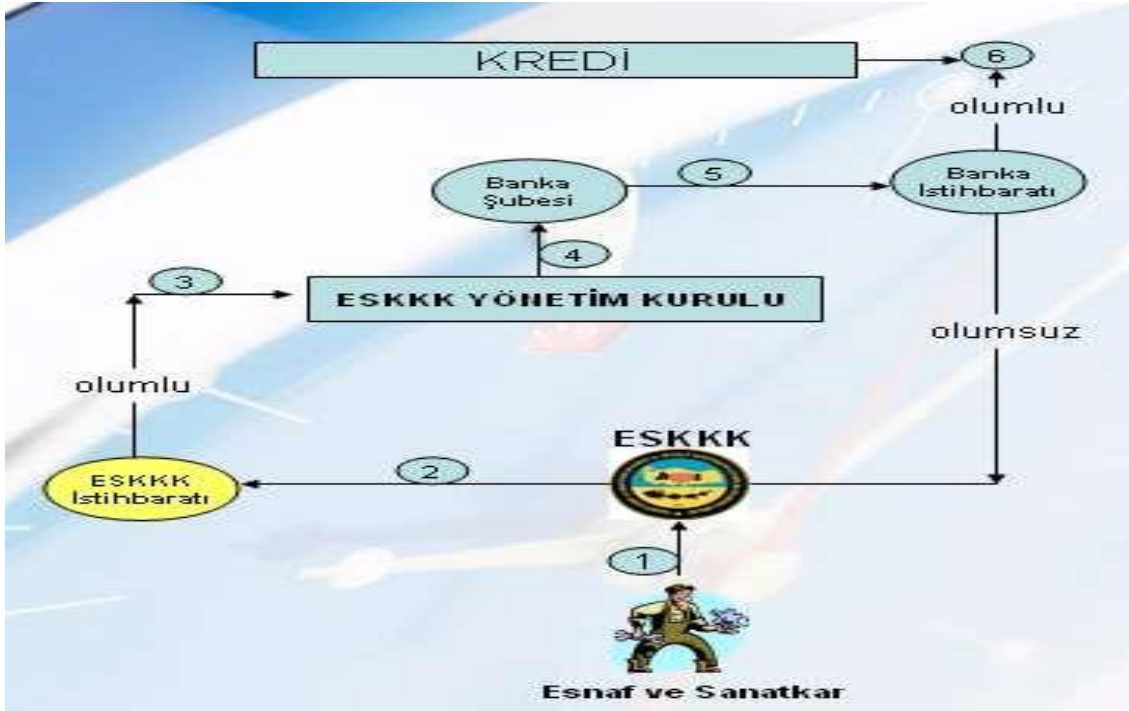 KREDİ
6
olumlu
Banka
Şubesi
5
Banka
İstihbaratı
4
3
ESKKK YÖNETİM KURULU
olumsuz
olumlu
ESKKK
2
ESKKK
İstihbaratı
1
Esnaf ve Sanatkar